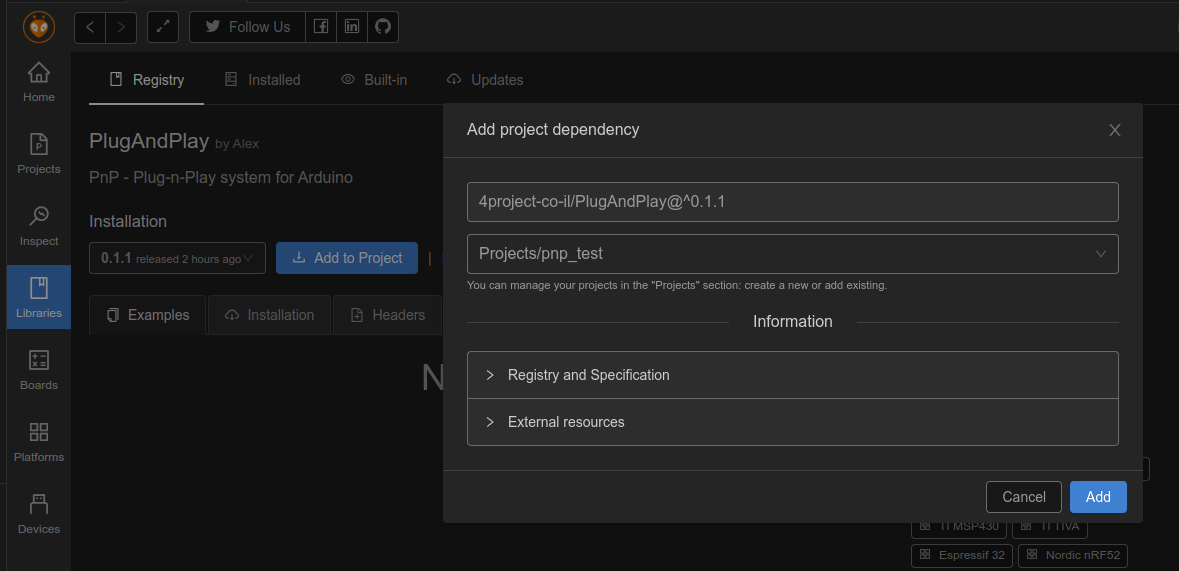 Follow Us
Home
Projects
Inspect
Libraries
Boards
Platforms
Devices
Registry
Installed
Built-in
Updates
PlugAndPlay by Alex
PnP - Plug-n-Play system for Arduino
Installation
0.1.1 released 2 hours ago
Add to Project
|
Examples
Installation
Headers
N
Add project dependency
4project-co-il/PlugAndPlay@^0.1.1
Projects/pnp_test
You can manage your projects in the "Projects" section: create a new or add existing.
Information
Registry and Specification
External resources
Cancel
Add
TI MSP430
TI TIVA
Espressif 32
Nordic nRF52